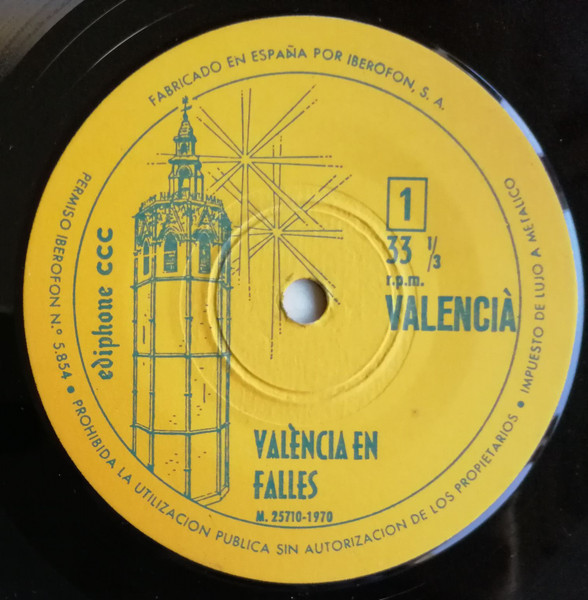 FABRICADO EN ESPAÑA POR IBEROFON, S. A.
PERMISO IBEROFON N.º 5.854 • PROHIBIDA LA UTILIZACION PUBLICA SIN AUTORIZACION DE LOS PROPIETARIOS • IMPUESTO DE LUJO A METALICO
ediphone CCC
1
33 1/3
r.p.m.
VALENCIÀ
VALÈNCIA EN
FALLES
M. 25710-1970